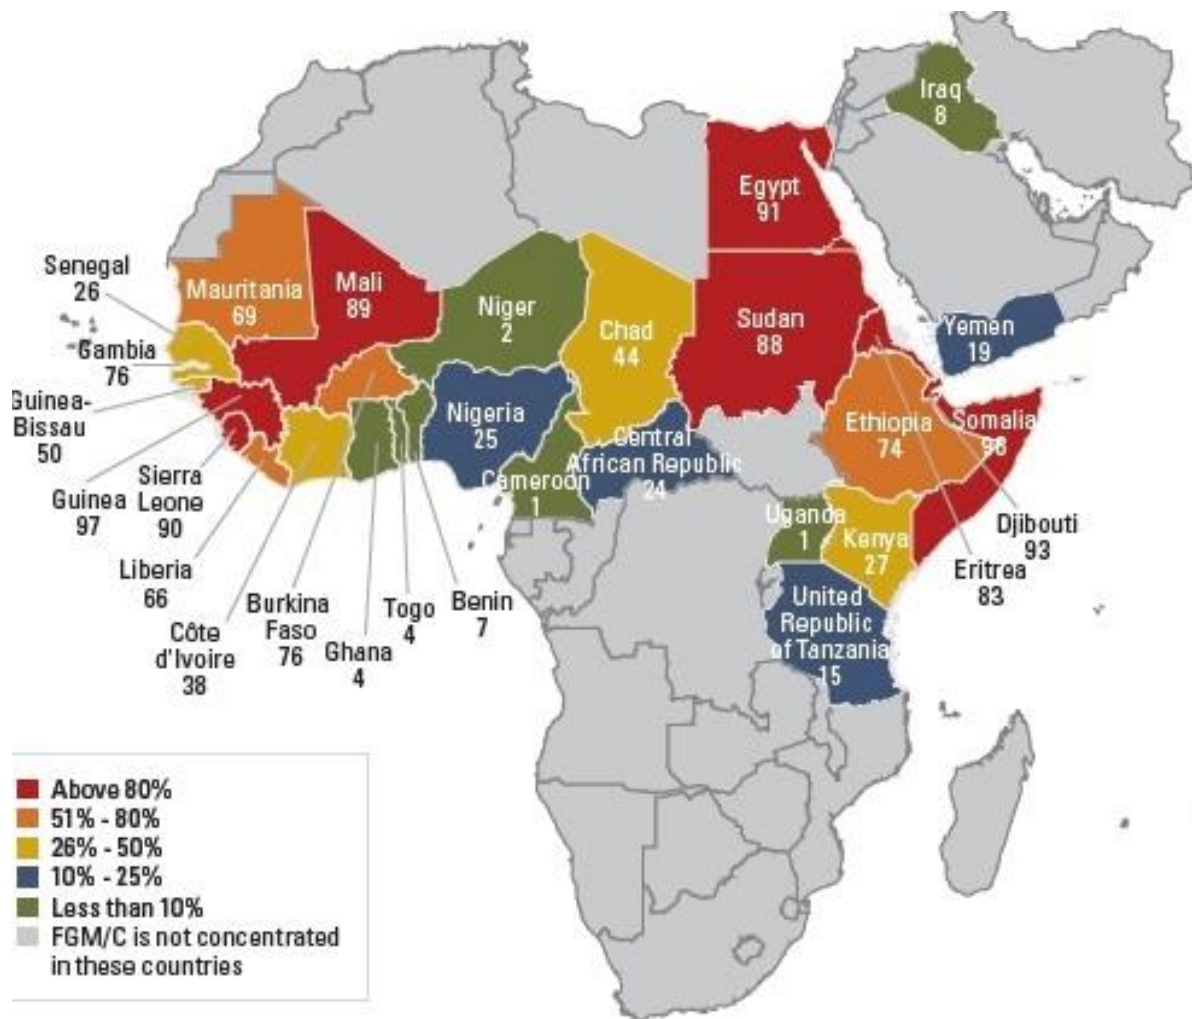 Iraq
8
Egypt
91
Senegal
26
Mauritania
69
Mali
89
Niger
2
Chad
44
Sudan
88
Yemen
19
Gambia
76
Guinea-
Bissau
50
Nigeria
25
Ethiopia
74
Somalia
98
Central
African Republic
24
Cameroon
1
Guinea
97
Sierra
Leone
90
Uganda
1
Kenya
27
Djibouti
93
Eritrea
83
Liberia
66
Côte
d'Ivoire
38
Burkina
Faso
76
Ghana
4
Togo
4
Benin
7
United
Republic
of Tanzania
15
Above 80%
51% - 80%
26% - 50%
10% - 25%
Less than 10%
FGM/C is not concentrated
in these countries